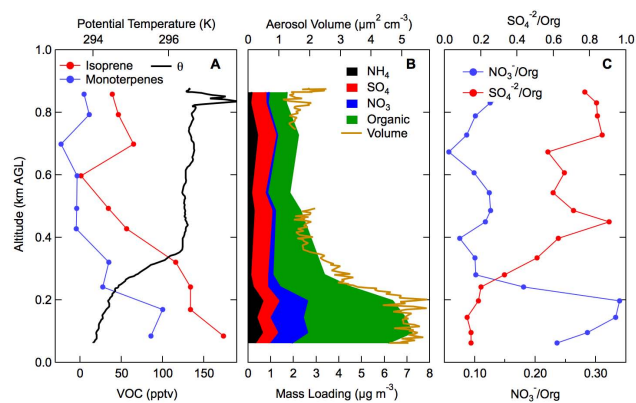 Potential Temperature (K)
294 296
Aerosol Volume (µm² cm⁻³)
0 1 2 3 4 5
SO₄⁻²/Org
0.0 0.2 0.4 0.6 0.8 1.0
1.0
0.8
0.6
0.4
0.2
0.0
Altitude (km AGL)
Isoprene
Monoterpenes
θ
A
NH₄
SO₄
NO₃
Organic
Volume
B
NO₃⁻/Org
SO₄⁻²/Org
C
0 50 100 150
VOC (pptv)
0 1 2 3 4 5 6 7 8
Mass Loading (µg m⁻³)
0.10 0.20 0.30
NO₃⁻/Org